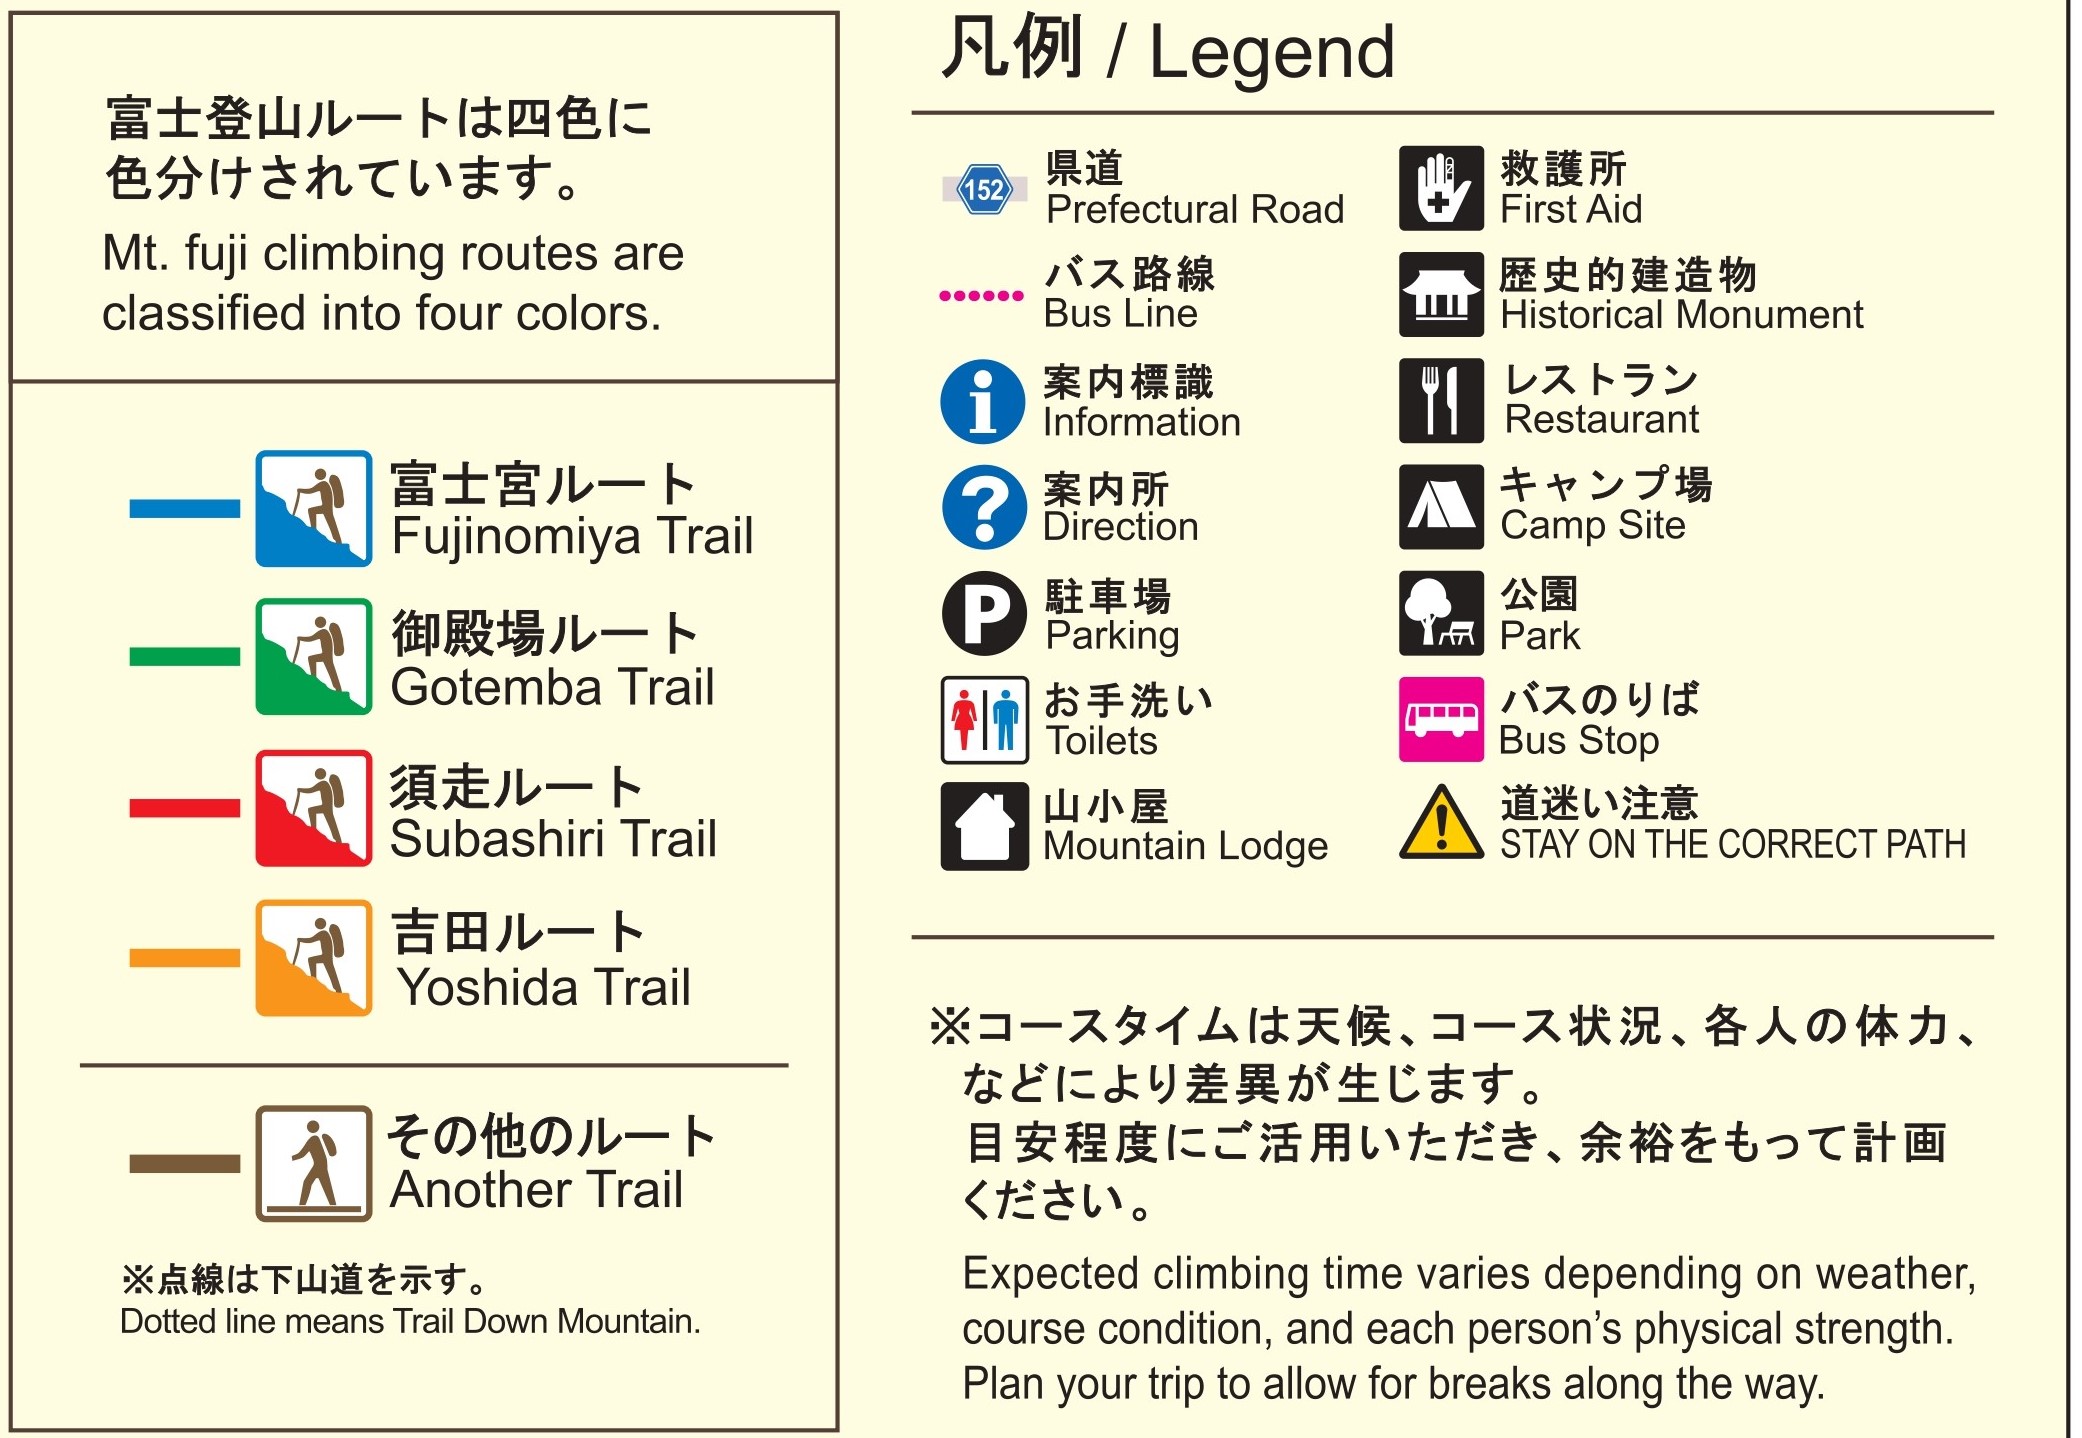 富士登山ルートは四色に
色分けされています。
Mt. fuji climbing routes are
classified into four colors.
富士宮ルート
Fujinomiya Trail
御殿場ルート
Gotemba Trail
須走ルート
Subashiri Trail
吉田ルート
Yoshida Trail
その他のルート
Another Trail
※点線は下山道を示す。
Dotted line means Trail Down Mountain.
凡例 / Legend
152
県道
Prefectural Road
バス路線
Bus Line
i
案内標識
Information
?
案内所
Direction
P
駐車場
Parking
お手洗い
Toilets
山小屋
Mountain Lodge
救護所
First Aid
歴史的建造物
Historical Monument
レストラン
Restaurant
キャンプ場
Camp Site
公園
Park
バスのりば
Bus Stop
!
道迷い注意
STAY ON THE CORRECT PATH
※コースタイムは天候、コース状況、各人の体力、
などにより差異が生じます。
目安程度にご活用いただき、余裕をもって計画
ください。
Expected climbing time varies depending on weather,
course condition, and each person’s physical strength.
Plan your trip to allow for breaks along the way.